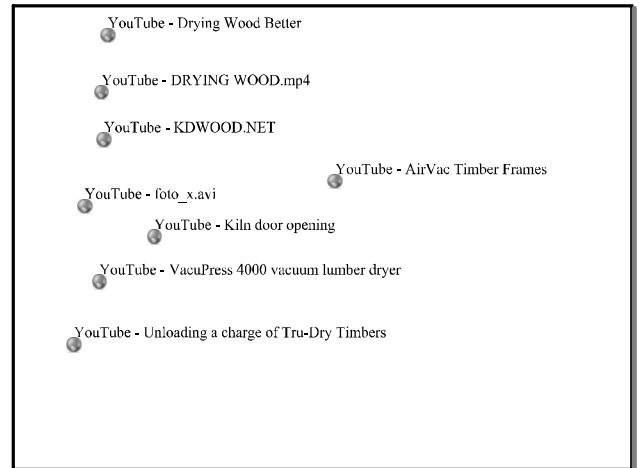 YouTube - Drying Wood Better
YouTube - DRYING WOOD.mp4
YouTube - KDWOOD.NET
YouTube - AirVac Timber Frames
YouTube - foto_x.avi
YouTube - Kiln door opening
YouTube - VacuPress 4000 vacuum lumber dryer
YouTube - Unloading a charge of Tru-Dry Timbers